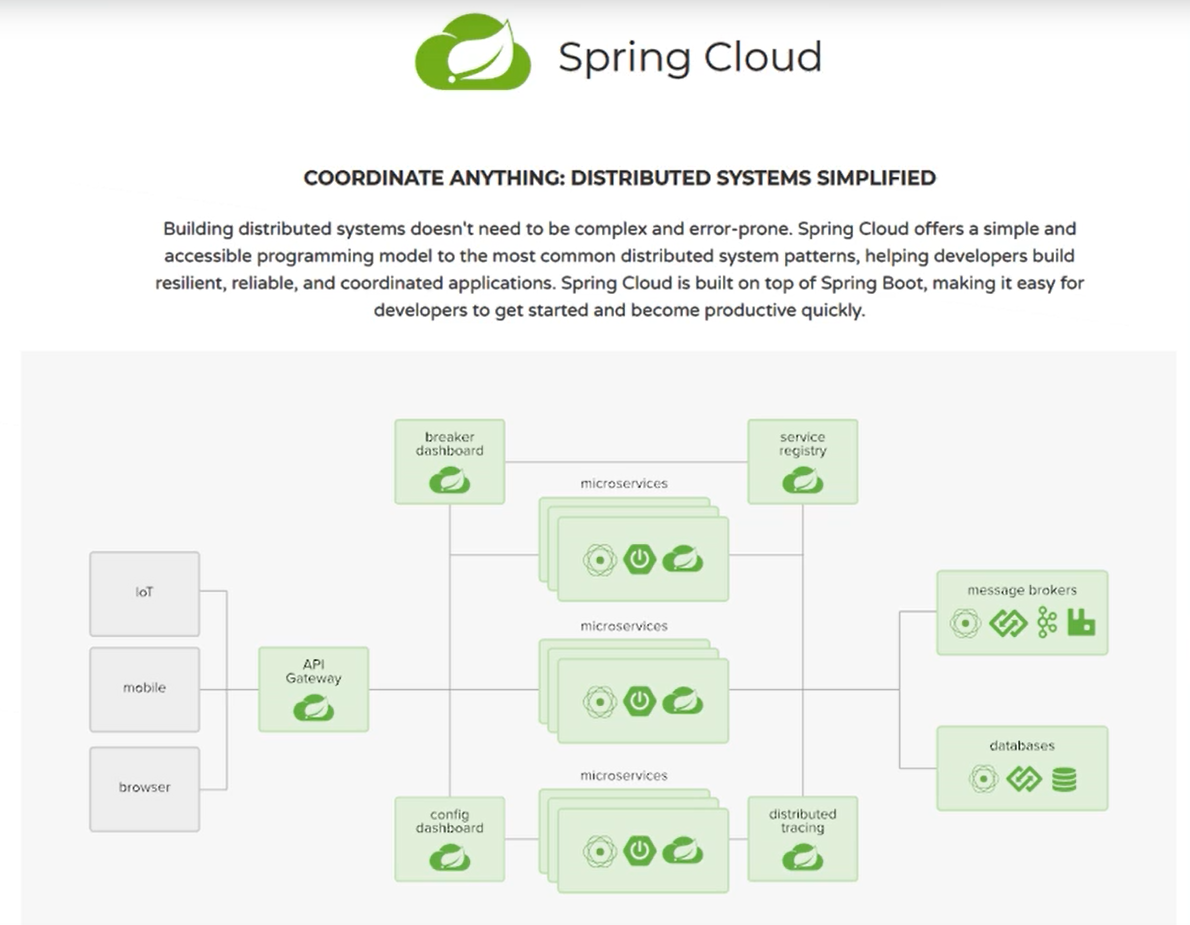 Spring Cloud
COORDINATE ANYTHING: DISTRIBUTED SYSTEMS SIMPLIFIED
Building distributed systems doesn't need to be complex and error-prone. Spring Cloud offers a simple and
accessible programming model to the most common distributed system patterns, helping developers build
resilient, reliable, and coordinated applications. Spring Cloud is built on top of Spring Boot, making it easy for
developers to get started and become productive quickly.
breaker
dashboard
service
registry
microservices
IoT
message brokers
microservices
API
Gateway
mobile
databases
microservices
browser
config
dashboard
distributed
tracing